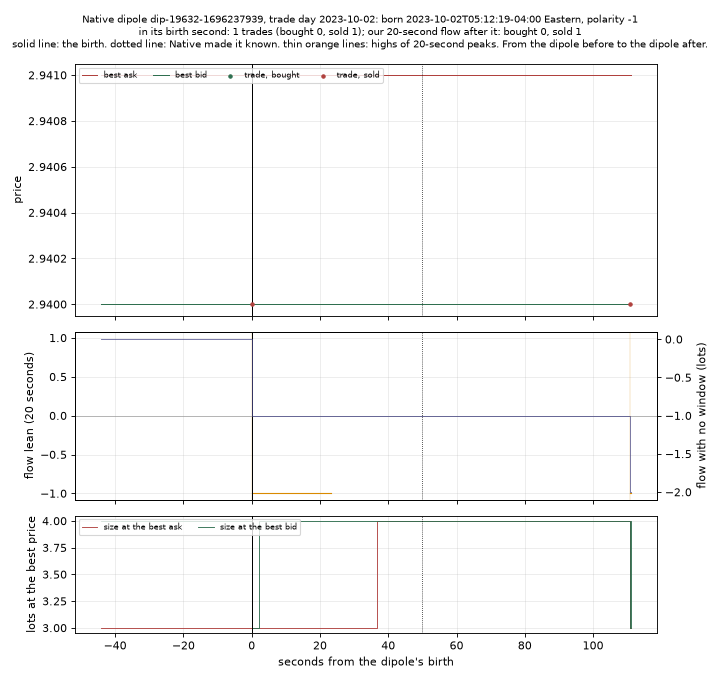 Native dipole dip-19632-1696237939, trade day 2023-10-02: born 2023-10-02T05:12:19-04:00 Eastern, polarity -1
in its birth second: 1 trades (bought 0, sold 1); our 20-second flow after it: bought 0, sold 1
solid line: the birth. dotted line: Native made it known. thin orange lines: highs of 20-second peaks. From the dipole before to the dipole after.
best ask best bid trade, bought trade, sold
2.9410
2.9408
2.9406
2.9404
2.9402
2.9400
price
1.0
0.5
0.0
−0.5
−1.0
flow lean (20 seconds)
0.0
−0.5
−1.0
−1.5
−2.0
flow with no window (lots)
size at the best ask size at the best bid
4.00
3.75
3.50
3.25
3.00
lots at the best price
−40 −20 0 20 40 60 80 100
seconds from the dipole's birth